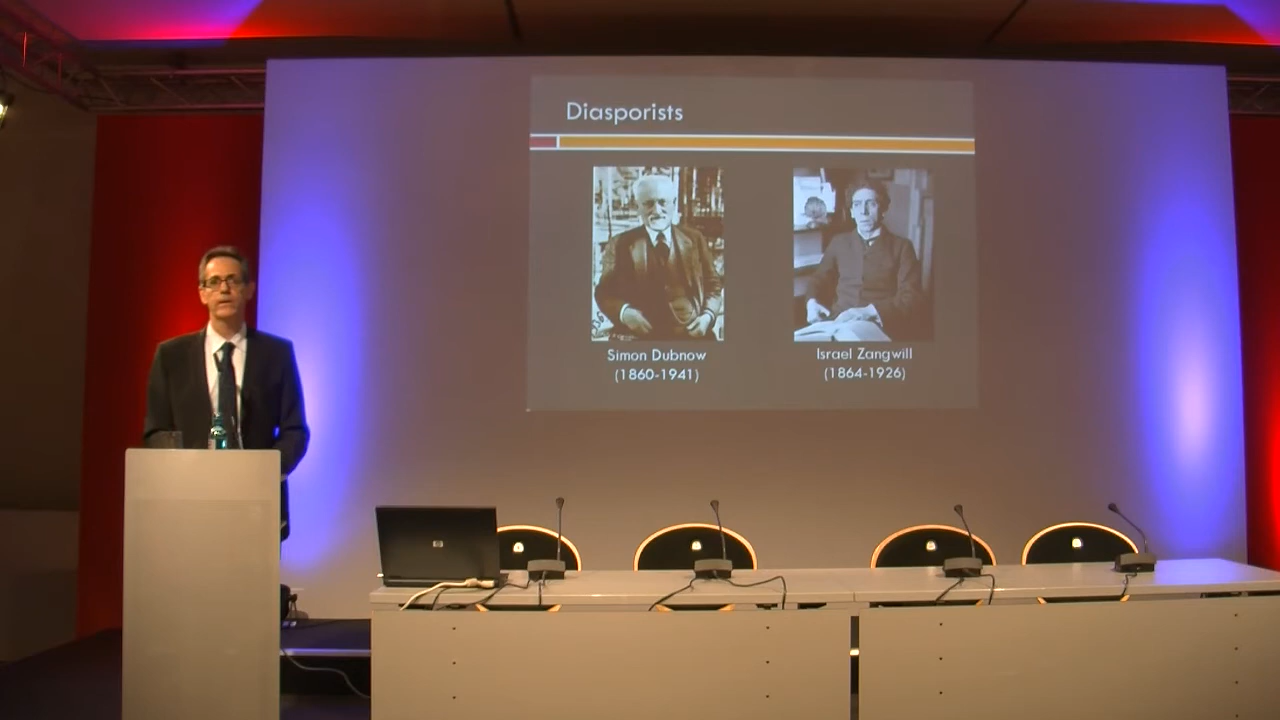 Diasporists
Simon Dubnow
(1860-1941)
Israel Zangwill
(1864-1926)